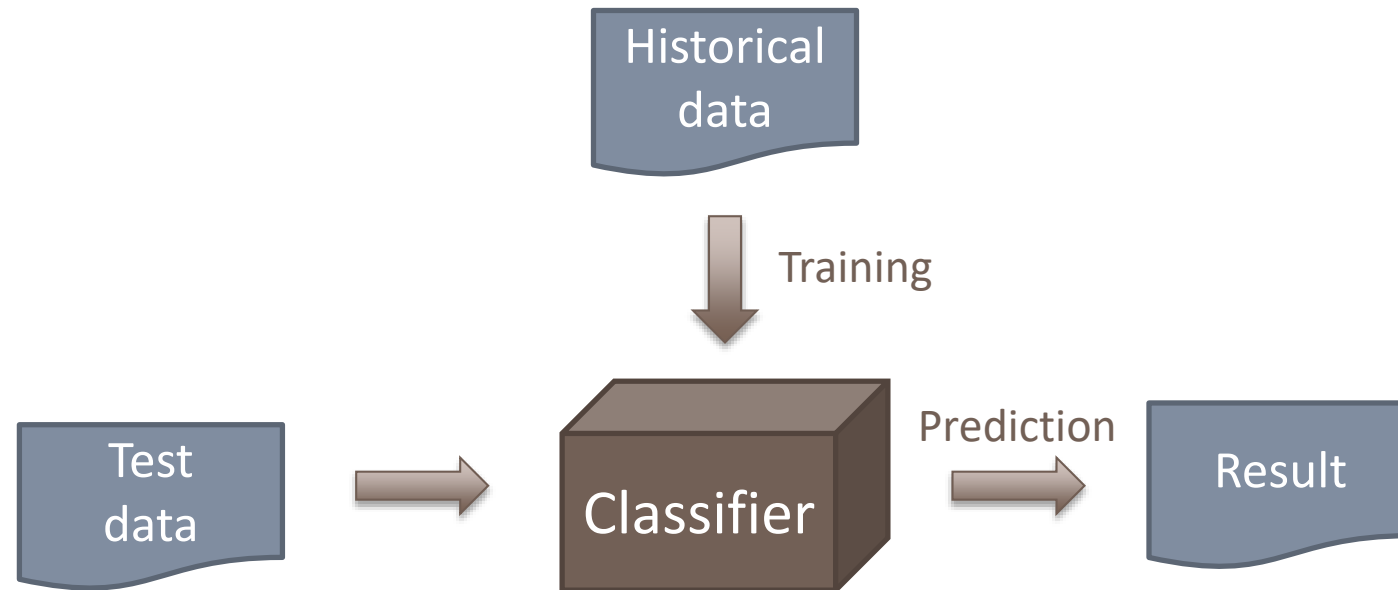 Historical
data
Training
Prediction
Test
data
Classifier
Result